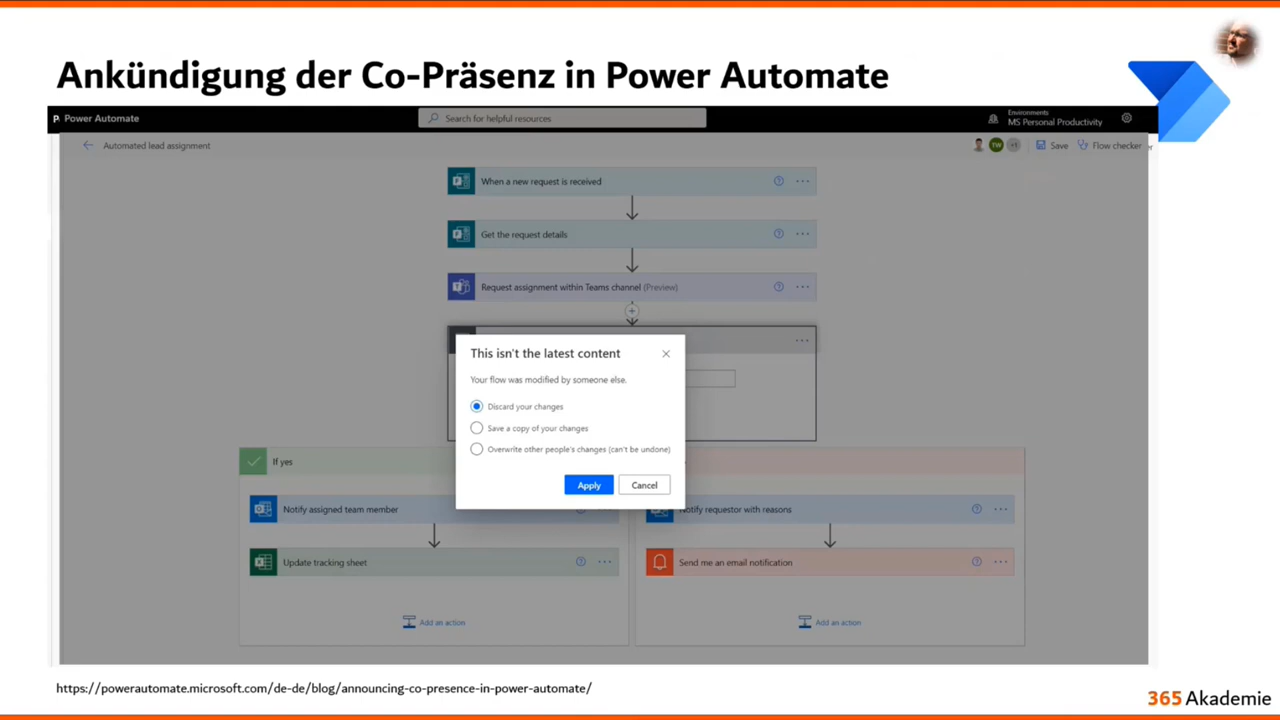 Ankündigung der Co-Präsenz in Power Automate
Power Automate
Search for helpful resources
Environments
MS Personal Productivity
Automated lead assignment
TW
+1
Save
Flow checker
When a new request is received
Get the request details
Request assignment within Teams channel (Preview)
This isn't the latest content
Your flow was modified by someone else.
Discard your changes
Save a copy of your changes
Overwrite other people's changes (can't be undone)
Apply
Cancel
If yes
Notify assigned team member
Notify requestor with reasons
Update tracking sheet
Send me an email notification
Add an action
Add an action
https://powerautomate.microsoft.com/de-de/blog/announcing-co-presence-in-power-automate/
365 Akademie